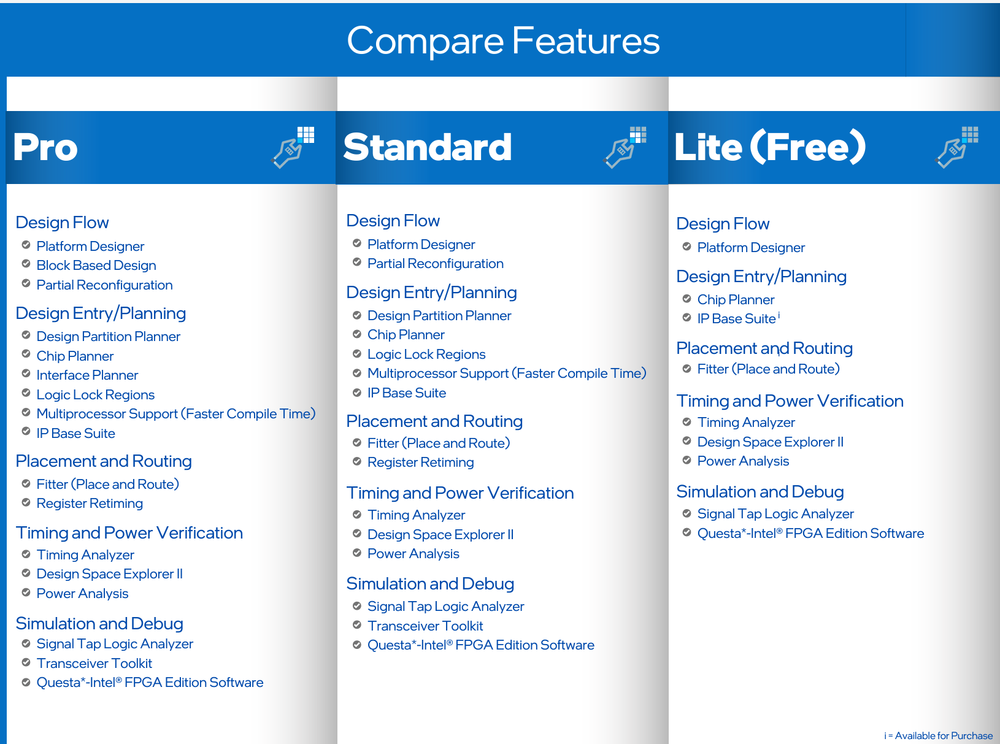 Compare Features
Pro
Design Flow
Platform Designer
Block Based Design
Partial Reconfiguration
Design Entry/Planning
Design Partition Planner
Chip Planner
Interface Planner
Logic Lock Regions
Multiprocessor Support (Faster Compile Time)
IP Base Suite
Placement and Routing
Fitter (Place and Route)
Register Retiming
Timing and Power Verification
Timing Analyzer
Design Space Explorer II
Power Analysis
Simulation and Debug
Signal Tap Logic Analyzer
Transceiver Toolkit
Questa*-Intel® FPGA Edition Software
Standard
Design Flow
Platform Designer
Partial Reconfiguration
Design Entry/Planning
Design Partition Planner
Chip Planner
Logic Lock Regions
Multiprocessor Support (Faster Compile Time)
IP Base Suite
Placement and Routing
Fitter (Place and Route)
Register Retiming
Timing and Power Verification
Timing Analyzer
Design Space Explorer II
Power Analysis
Simulation and Debug
Signal Tap Logic Analyzer
Transceiver Toolkit
Questa*-Intel® FPGA Edition Software
Lite (Free)
Design Flow
Platform Designer
Design Entry/Planning
Chip Planner
IP Base Suite i
Placement and Routing
i
Fitter (Place and Route)
Timing and Power Verification
Timing Analyzer
Design Space Explorer II
Power Analysis
Simulation and Debug
Signal Tap Logic Analyzer
Questa*-Intel® FPGA Edition Software
i = Available for Purchase